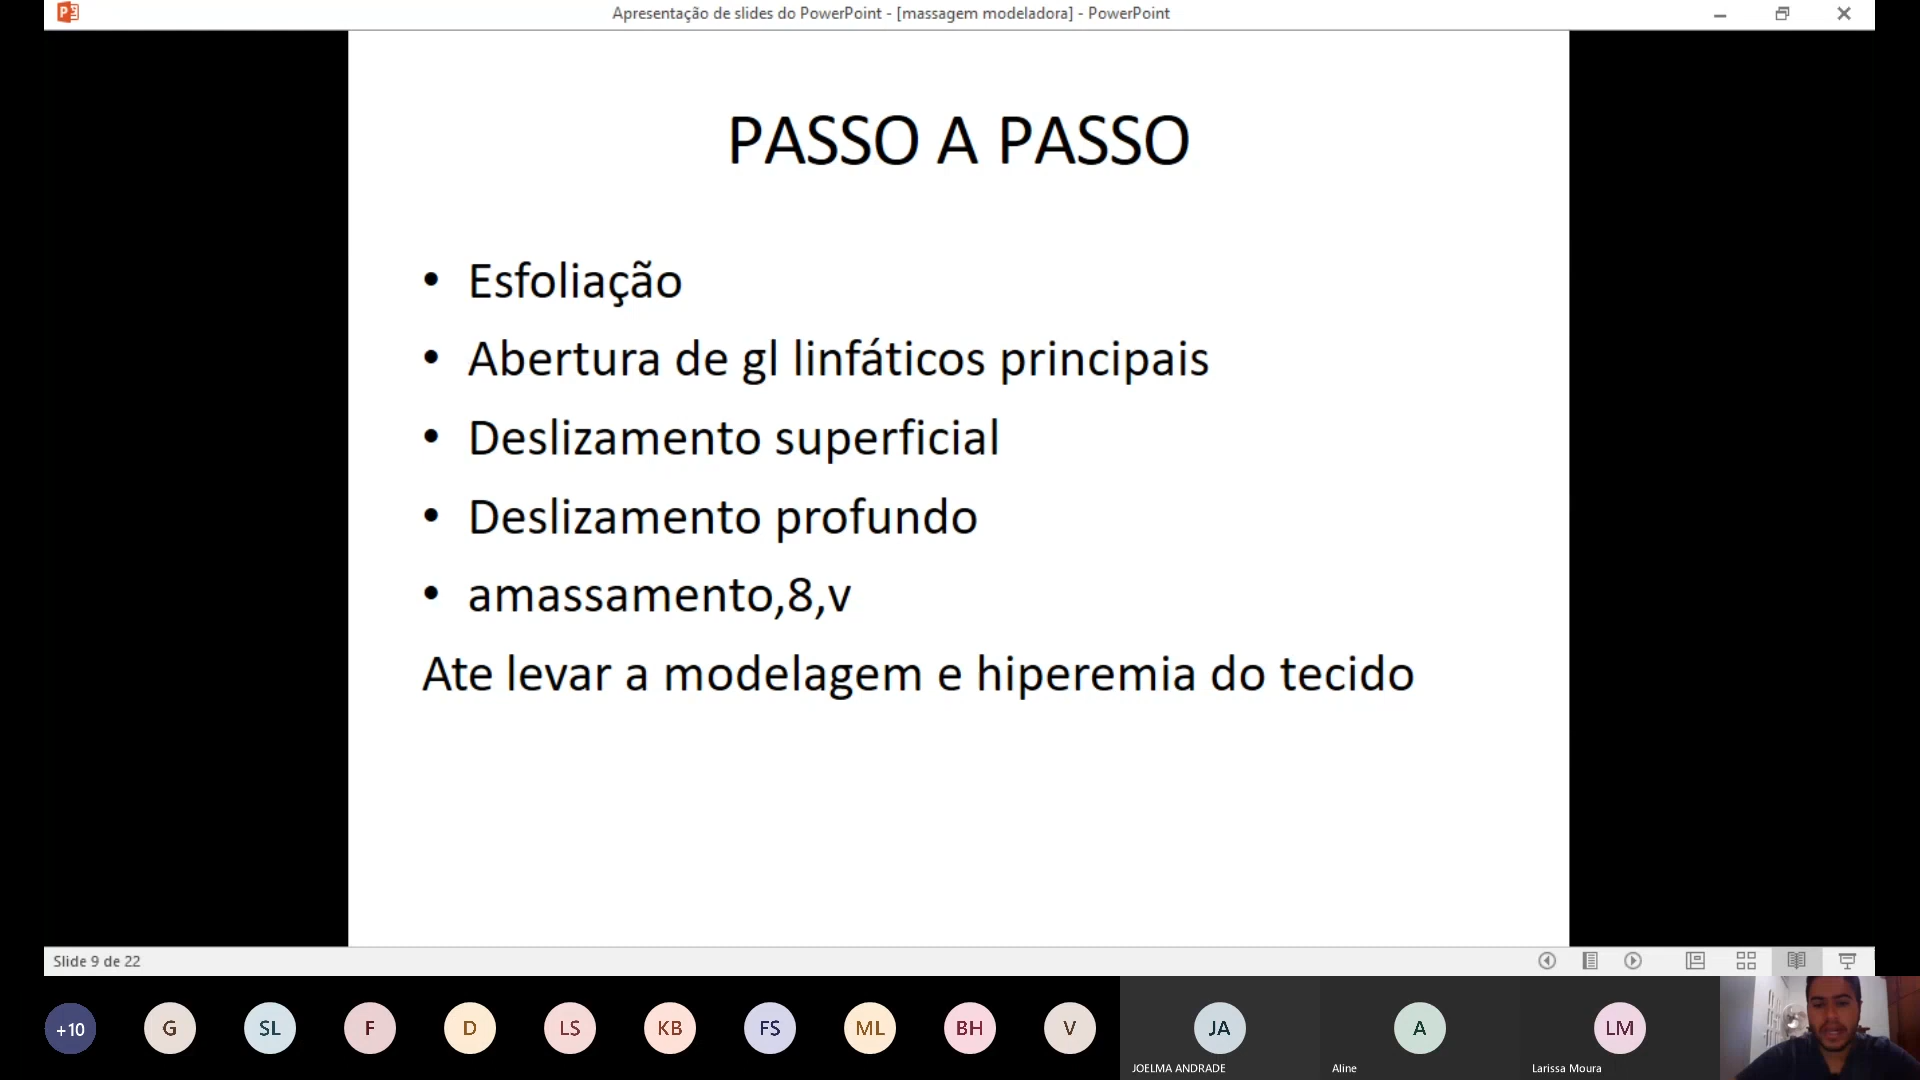 Apresentação de slides do PowerPoint - [massagem modeladora] - PowerPoint
PASSO A PASSO
• Esfoliação
• Abertura de gl linfáticos principais
• Deslizamento superficial
• Deslizamento profundo
• amassamento,8,v
Ate levar a modelagem e hiperemia do tecido
Slide 9 de 22
+10 G SL F D LS KB FS ML BH V JA A LM
JOELMA ANDRADE Aline Larissa Moura